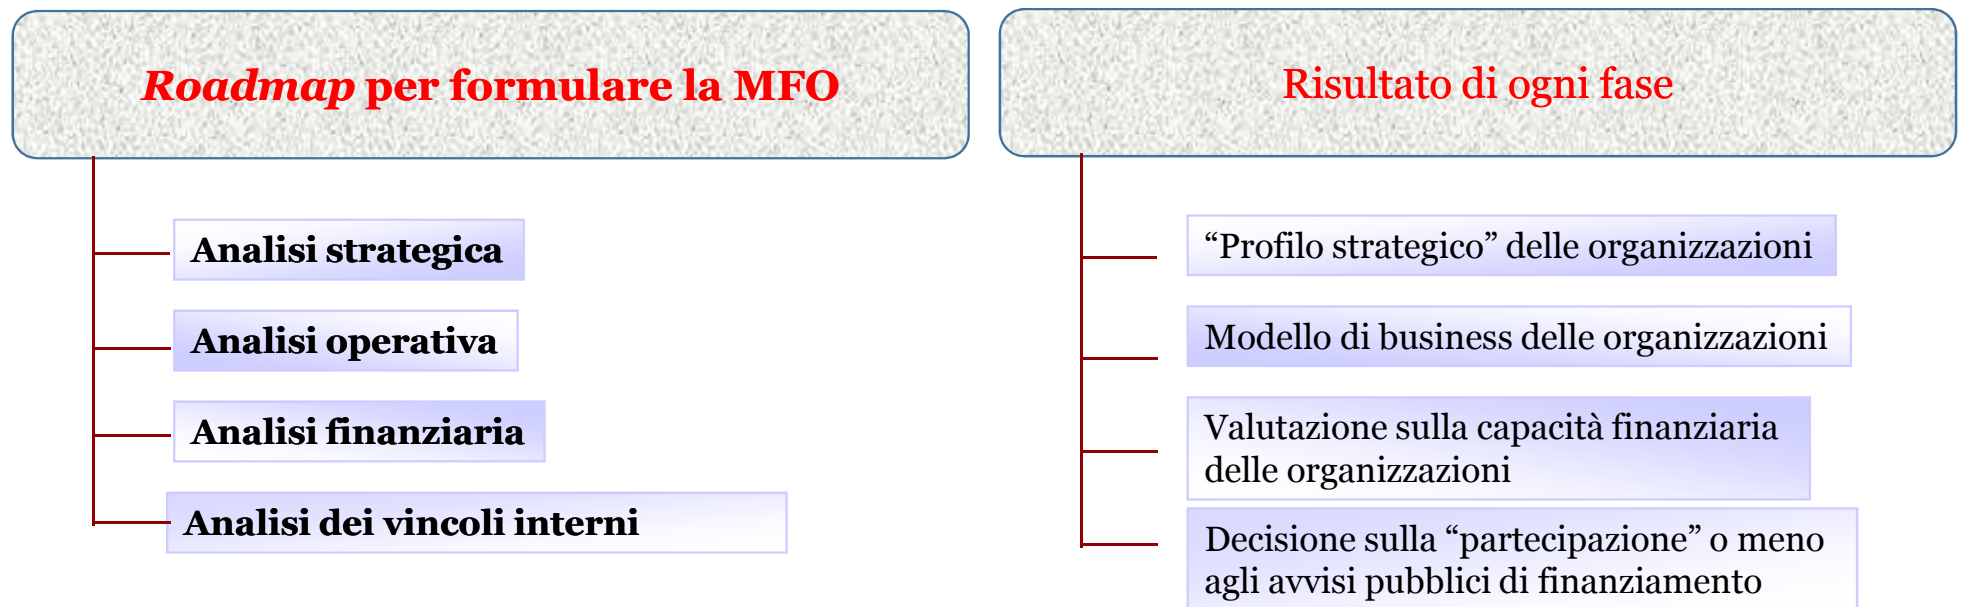 Roadmap per formulare la MFO
Analisi strategica
Analisi operativa
Analisi finanziaria
Analisi dei vincoli interni
Risultato di ogni fase
“Profilo strategico” delle organizzazioni
Modello di business delle organizzazioni
Valutazione sulla capacità finanziaria
delle organizzazioni
Decisione sulla “partecipazione” o meno
agli avvisi pubblici di finanziamento